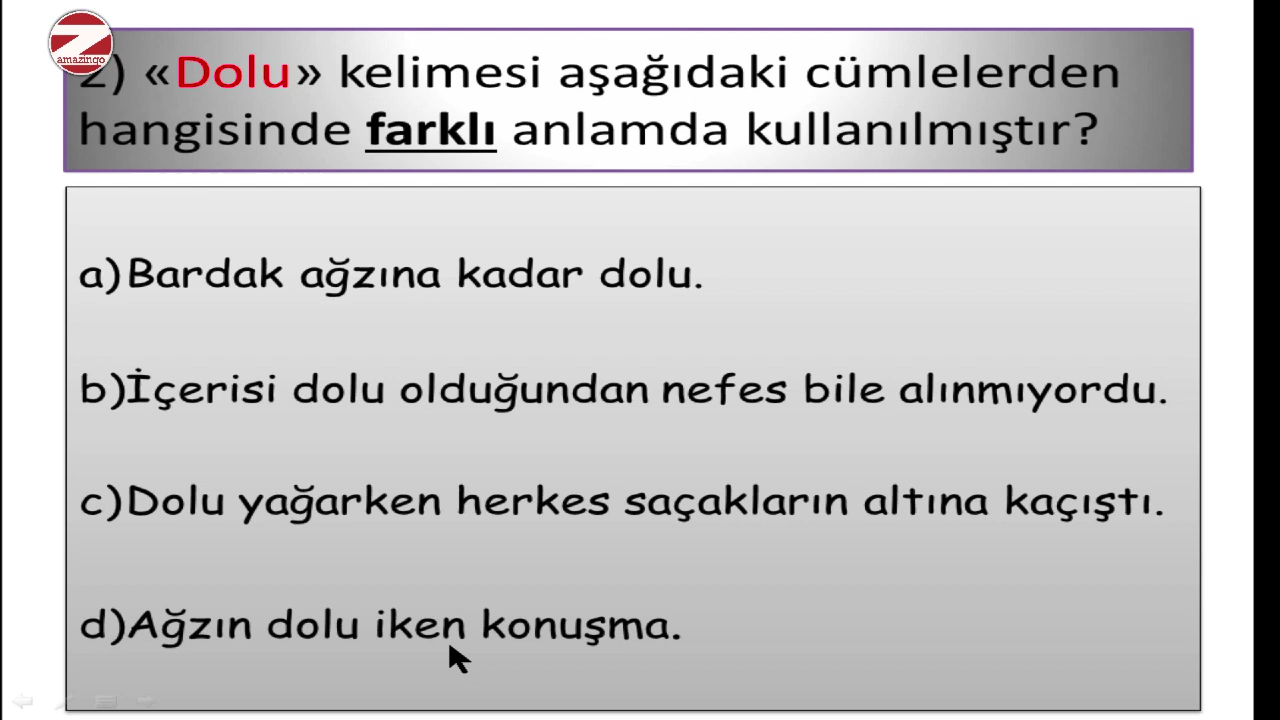 amazingo
2) «Dolu» kelimesi aşağıdaki cümlelerden
hangisinde farklı anlamda kullanılmıştır?
a)Bardak ağzına kadar dolu.
b)İçerisi dolu olduğundan nefes bile alınmıyordu.
c)Dolu yağarken herkes saçakların altına kaçıştı.
d)Ağzın dolu iken konuşma.